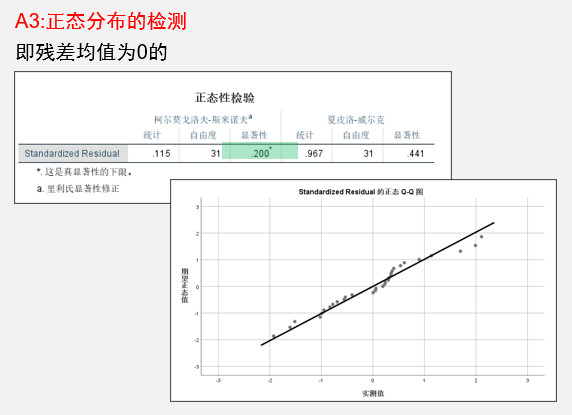 A3:正态分布的检测
即残差均值为0的
正态性检验
柯尔莫戈洛夫-斯米诺夫a 夏皮洛-威尔克
统计 自由度 显著性 统计 自由度 显著性
Standardized Residual .115 31 .200* .967 31 .441
*. 这是真显著性的下限。
a. 里利氏显著性修正
Standardized Residual 的正态 Q-Q 图
期望正态值
3
2
1
0
-1
-2
-3
-3 -2 -1 0 1 2 3
实测值